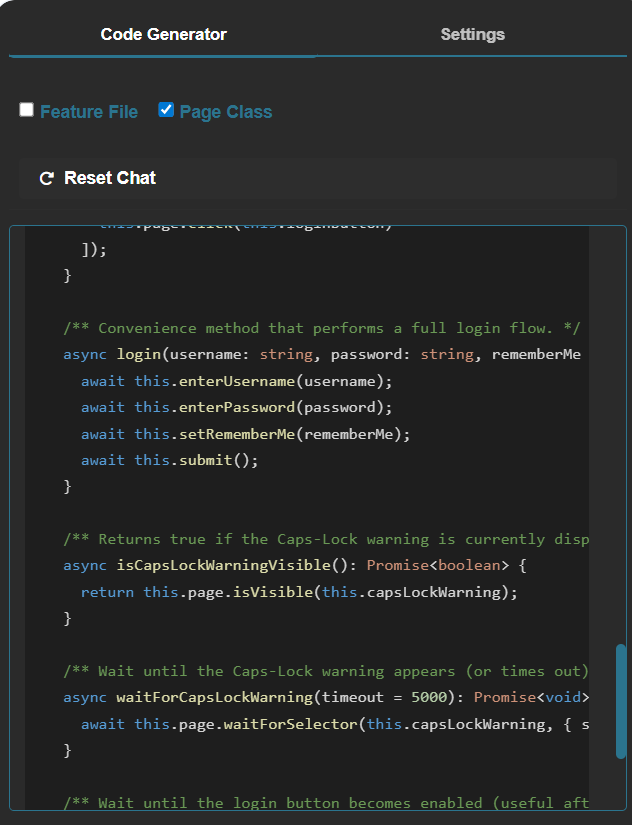 Code Generator
Settings
Feature File
Page Class
Reset Chat
this.page.click(this.loginButton)
]);
}
/** Convenience method that performs a full login flow. */
async login(username: string, password: string, rememberMe
await this.enterUsername(username);
await this.enterPassword(password);
await this.setRememberMe(rememberMe);
await this.submit();
}
/** Returns true if the Caps-Lock warning is currently disp
async isCapsLockWarningVisible(): Promise<boolean> {
return this.page.isVisible(this.capsLockWarning);
}
/** Wait until the Caps-Lock warning appears (or times out)
async waitForCapsLockWarning(timeout = 5000): Promise<void>
await this.page.waitForSelector(this.capsLockWarning, { s
}
/** Wait until the login button becomes enabled (useful aft